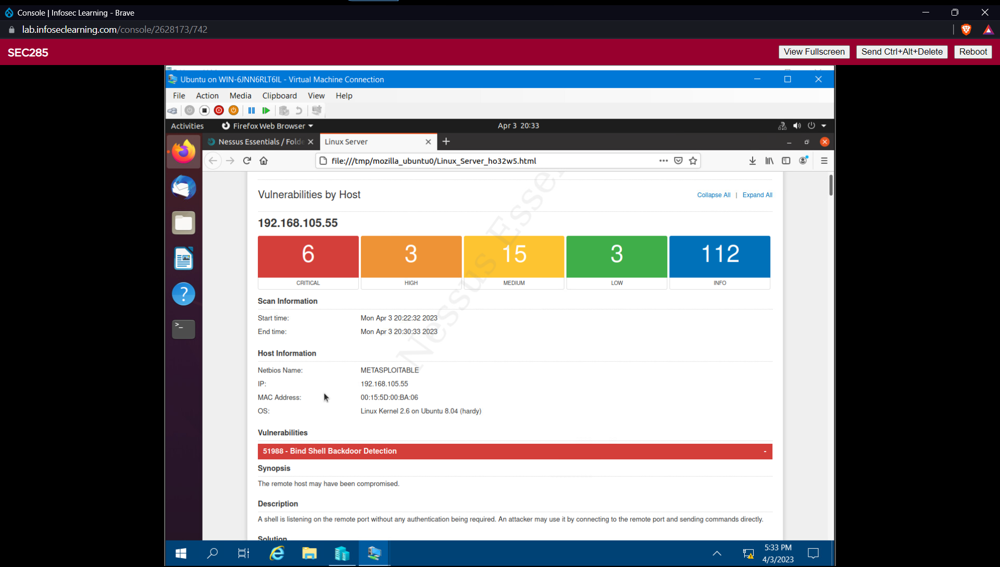 Console | Infosec Learning - Brave
lab.infoseclearning.com/console/2628173/742
SEC285
View Fullscreen
Send Ctrl+Alt+Delete
Reboot
Ubuntu on WIN-6JNN6RLT6IL - Virtual Machine Connection
File Action Media Clipboard View Help
Activities
Firefox Web Browser
Apr 3 20:33
Nessus Essentials / Folde
Linux Server
file:///tmp/mozilla_ubuntu0/Linux_Server_ho32w5.html
Vulnerabilities by Host
Collapse All | Expand All
192.168.105.55
6 3 15 3 112
CRITICAL HIGH MEDIUM LOW INFO
Nessus Esse
Scan Information
Start time: Mon Apr 3 20:22:32 2023
End time: Mon Apr 3 20:30:33 2023
Host Information
Netbios Name: METASPLOITABLE
IP: 192.168.105.55
MAC Address: 00:15:5D:00:BA:06
OS: Linux Kernel 2.6 on Ubuntu 8.04 (hardy)
Vulnerabilities
51988 - Bind Shell Backdoor Detection -
Synopsis
The remote host may have been compromised.
Description
A shell is listening on the remote port without any authentication being required. An attacker may use it by connecting to the remote port and sending commands directly.
Solution
5:33 PM
4/3/2023